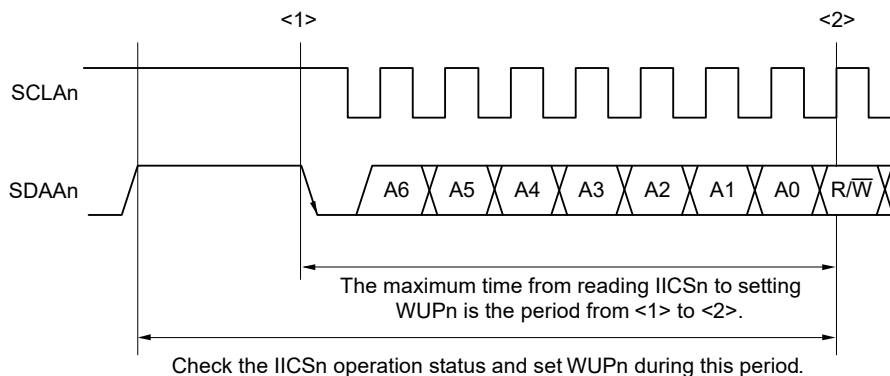 <1> <2>
SCLAn
SDAAn A6 A5 A4 A3 A2 A1 A0 R/W̅
The maximum time from reading IICSn to setting
WUPn is the period from <1> to <2>.
Check the IICSn operation status and set WUPn during this period.